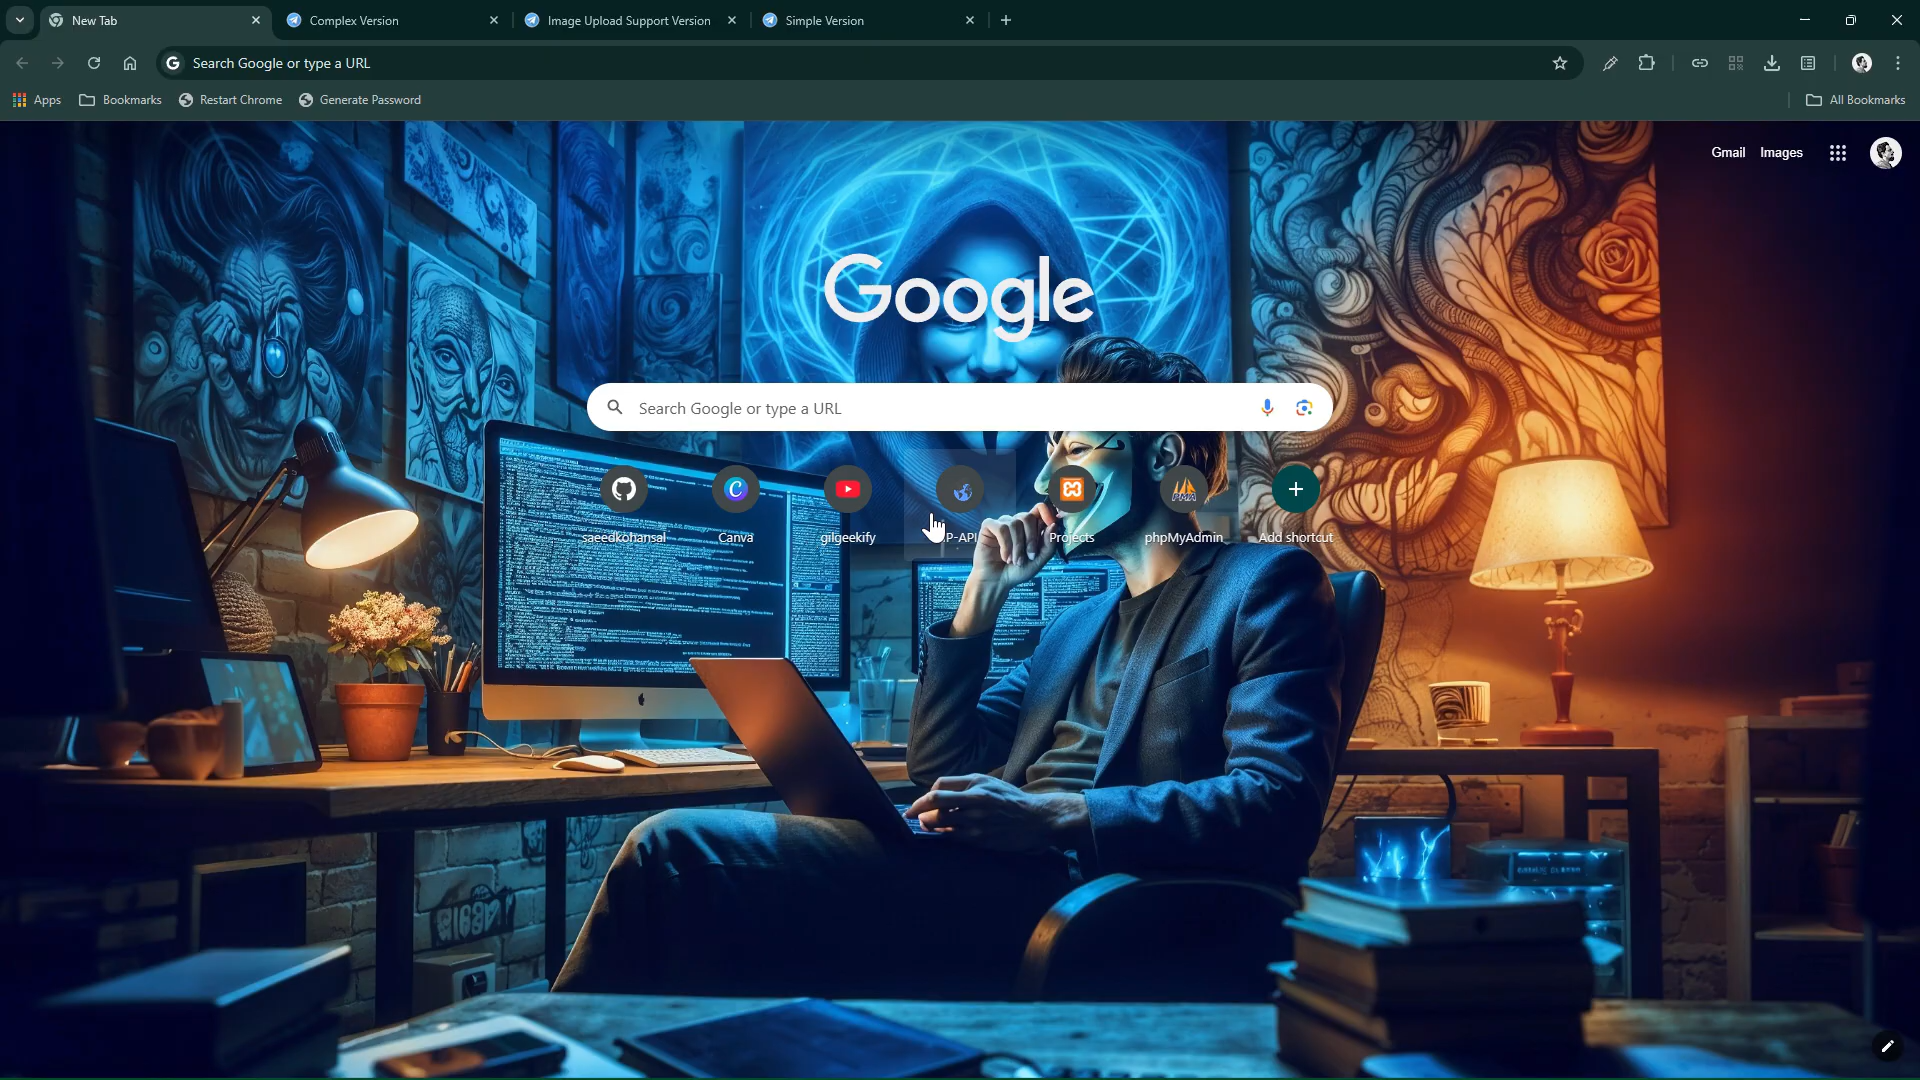 New Tab
Complex Version
Image Upload Support Version
Simple Version
Search Google or type a URL
Apps
Bookmarks
Restart Chrome
Generate Password
All Bookmarks
Gmail
Images
Google
Search Google or type a URL
saeedkohansal
Canva
gilgeekify
P-API
Projects
PMA
phpMyAdmin
Add shortcut